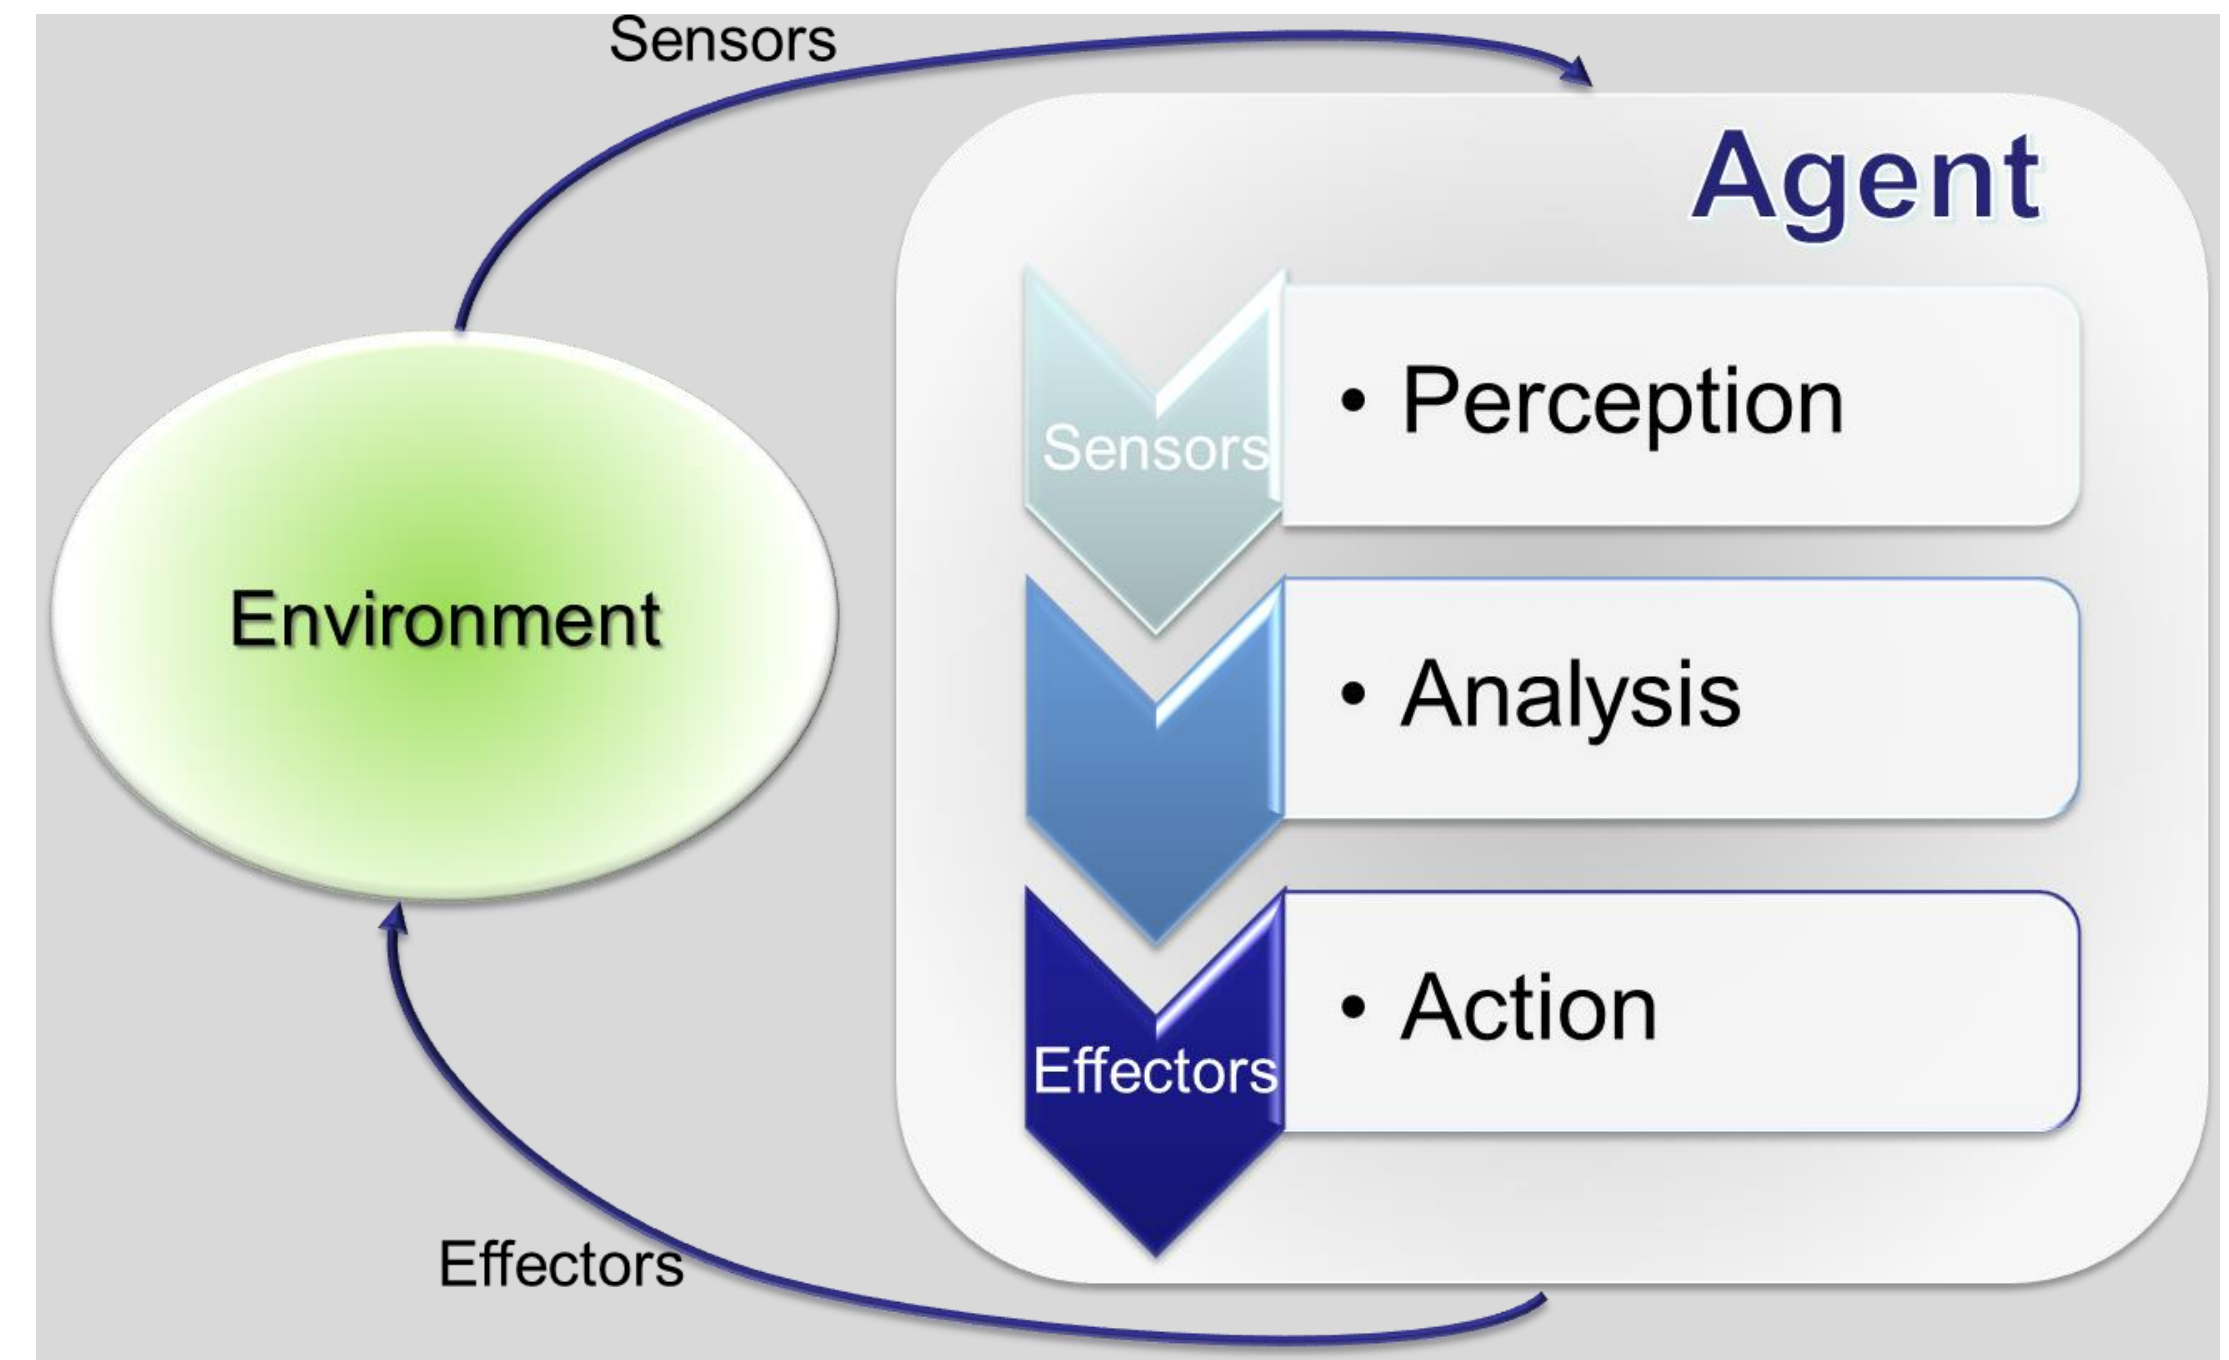 Sensors
Agent
Sensors
• Perception
Environment
• Analysis
• Action
Effectors
Effectors